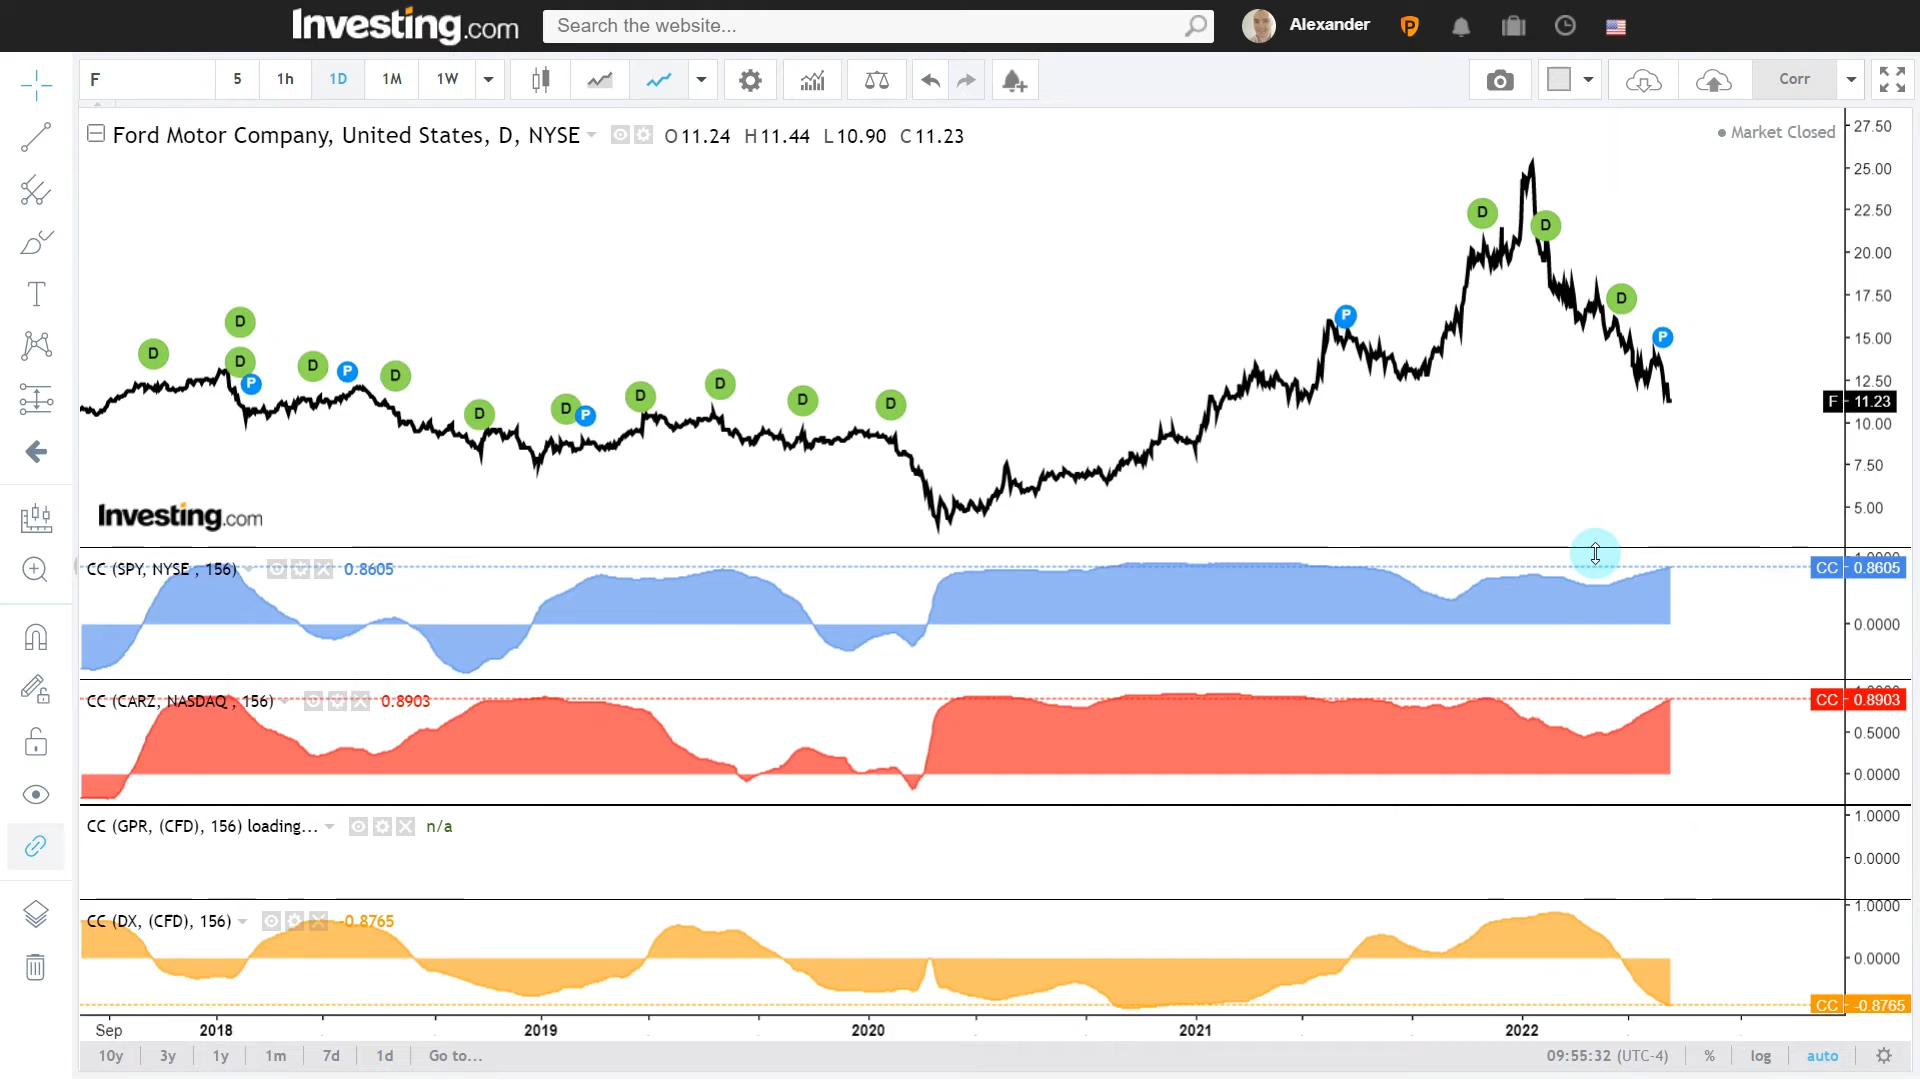 Investing.com
Search the website...
Alexander
F 5 1h 1D 1M 1W
Corr
Ford Motor Company, United States, D, NYSE O11.24 H11.44 L10.90 C11.23
Market Closed
27.50
25.00
22.50
20.00
17.50
15.00
12.50
F 11.23
10.00
7.50
5.00
D D D D P D P D D D P D D D D P D D D P
Investing.com
CC (SPY, NYSE , 156) 0.8605
1.0000
CC 0.8605
0.0000
CC (CARZ, NASDAQ , 156) 0.8903
CC 0.8903
0.5000
0.0000
CC (GPR, (CFD), 156) loading... n/a
1.0000
0.0000
CC (DX, (CFD), 156) -0.8765
1.0000
0.0000
CC -0.8765
Sep 2018 2019 2020 2021 2022
10y 3y 1y 1m 7d 1d Go to...
09:55:32 (UTC-4) % log auto